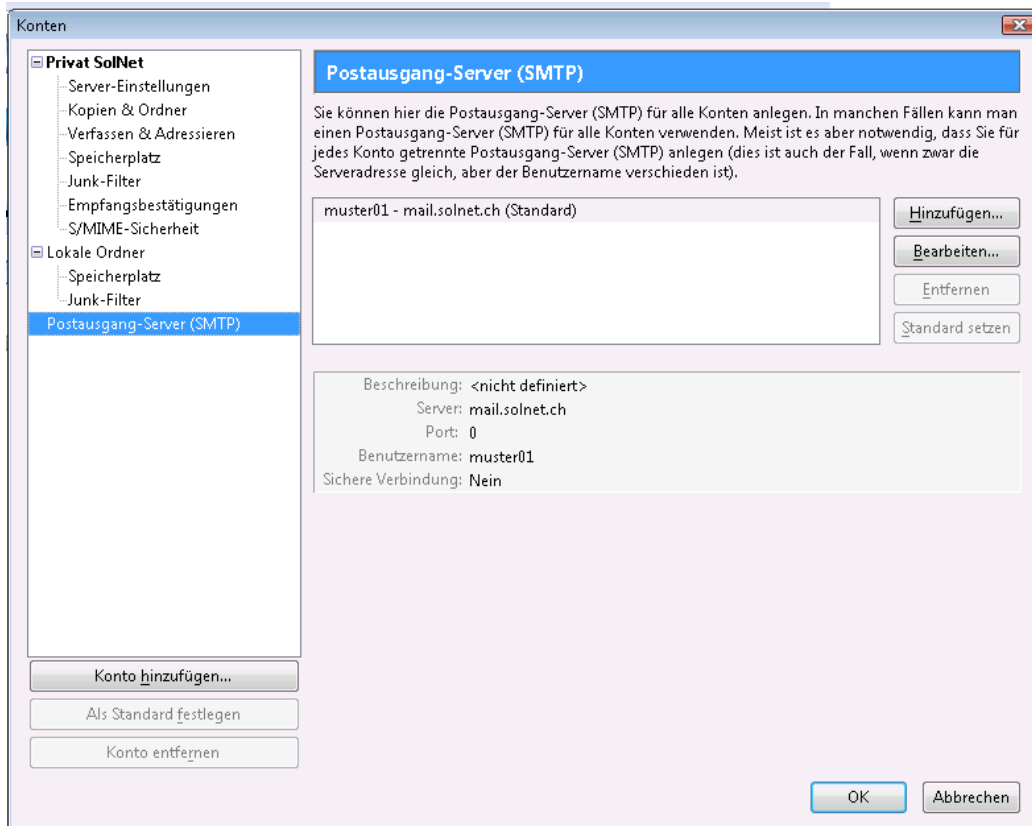 Konten
Privat SolNet
Server-Einstellungen
Kopien & Ordner
Verfassen & Adressieren
Speicherplatz
Junk-Filter
Empfangsbestätigungen
S/MIME-Sicherheit
Lokale Ordner
Speicherplatz
Junk-Filter
Postausgang-Server (SMTP)
Konto hinzufügen...
Als Standard festlegen
Konto entfernen
Postausgang-Server (SMTP)
Sie können hier die Postausgang-Server (SMTP) für alle Konten anlegen. In manchen Fällen kann man
einen Postausgang-Server (SMTP) für alle Konten verwenden. Meist ist es aber notwendig, dass Sie für
jedes Konto getrennte Postausgang-Server (SMTP) anlegen (dies ist auch der Fall, wenn zwar die
Serveradresse gleich, aber der Benutzername verschieden ist).
muster01 - mail.solnet.ch (Standard)
Hinzufügen...
Bearbeiten...
Entfernen
Standard setzen
Beschreibung: <nicht definiert>
Server: mail.solnet.ch
Port: 0
Benutzername: muster01
Sichere Verbindung: Nein
OK
Abbrechen